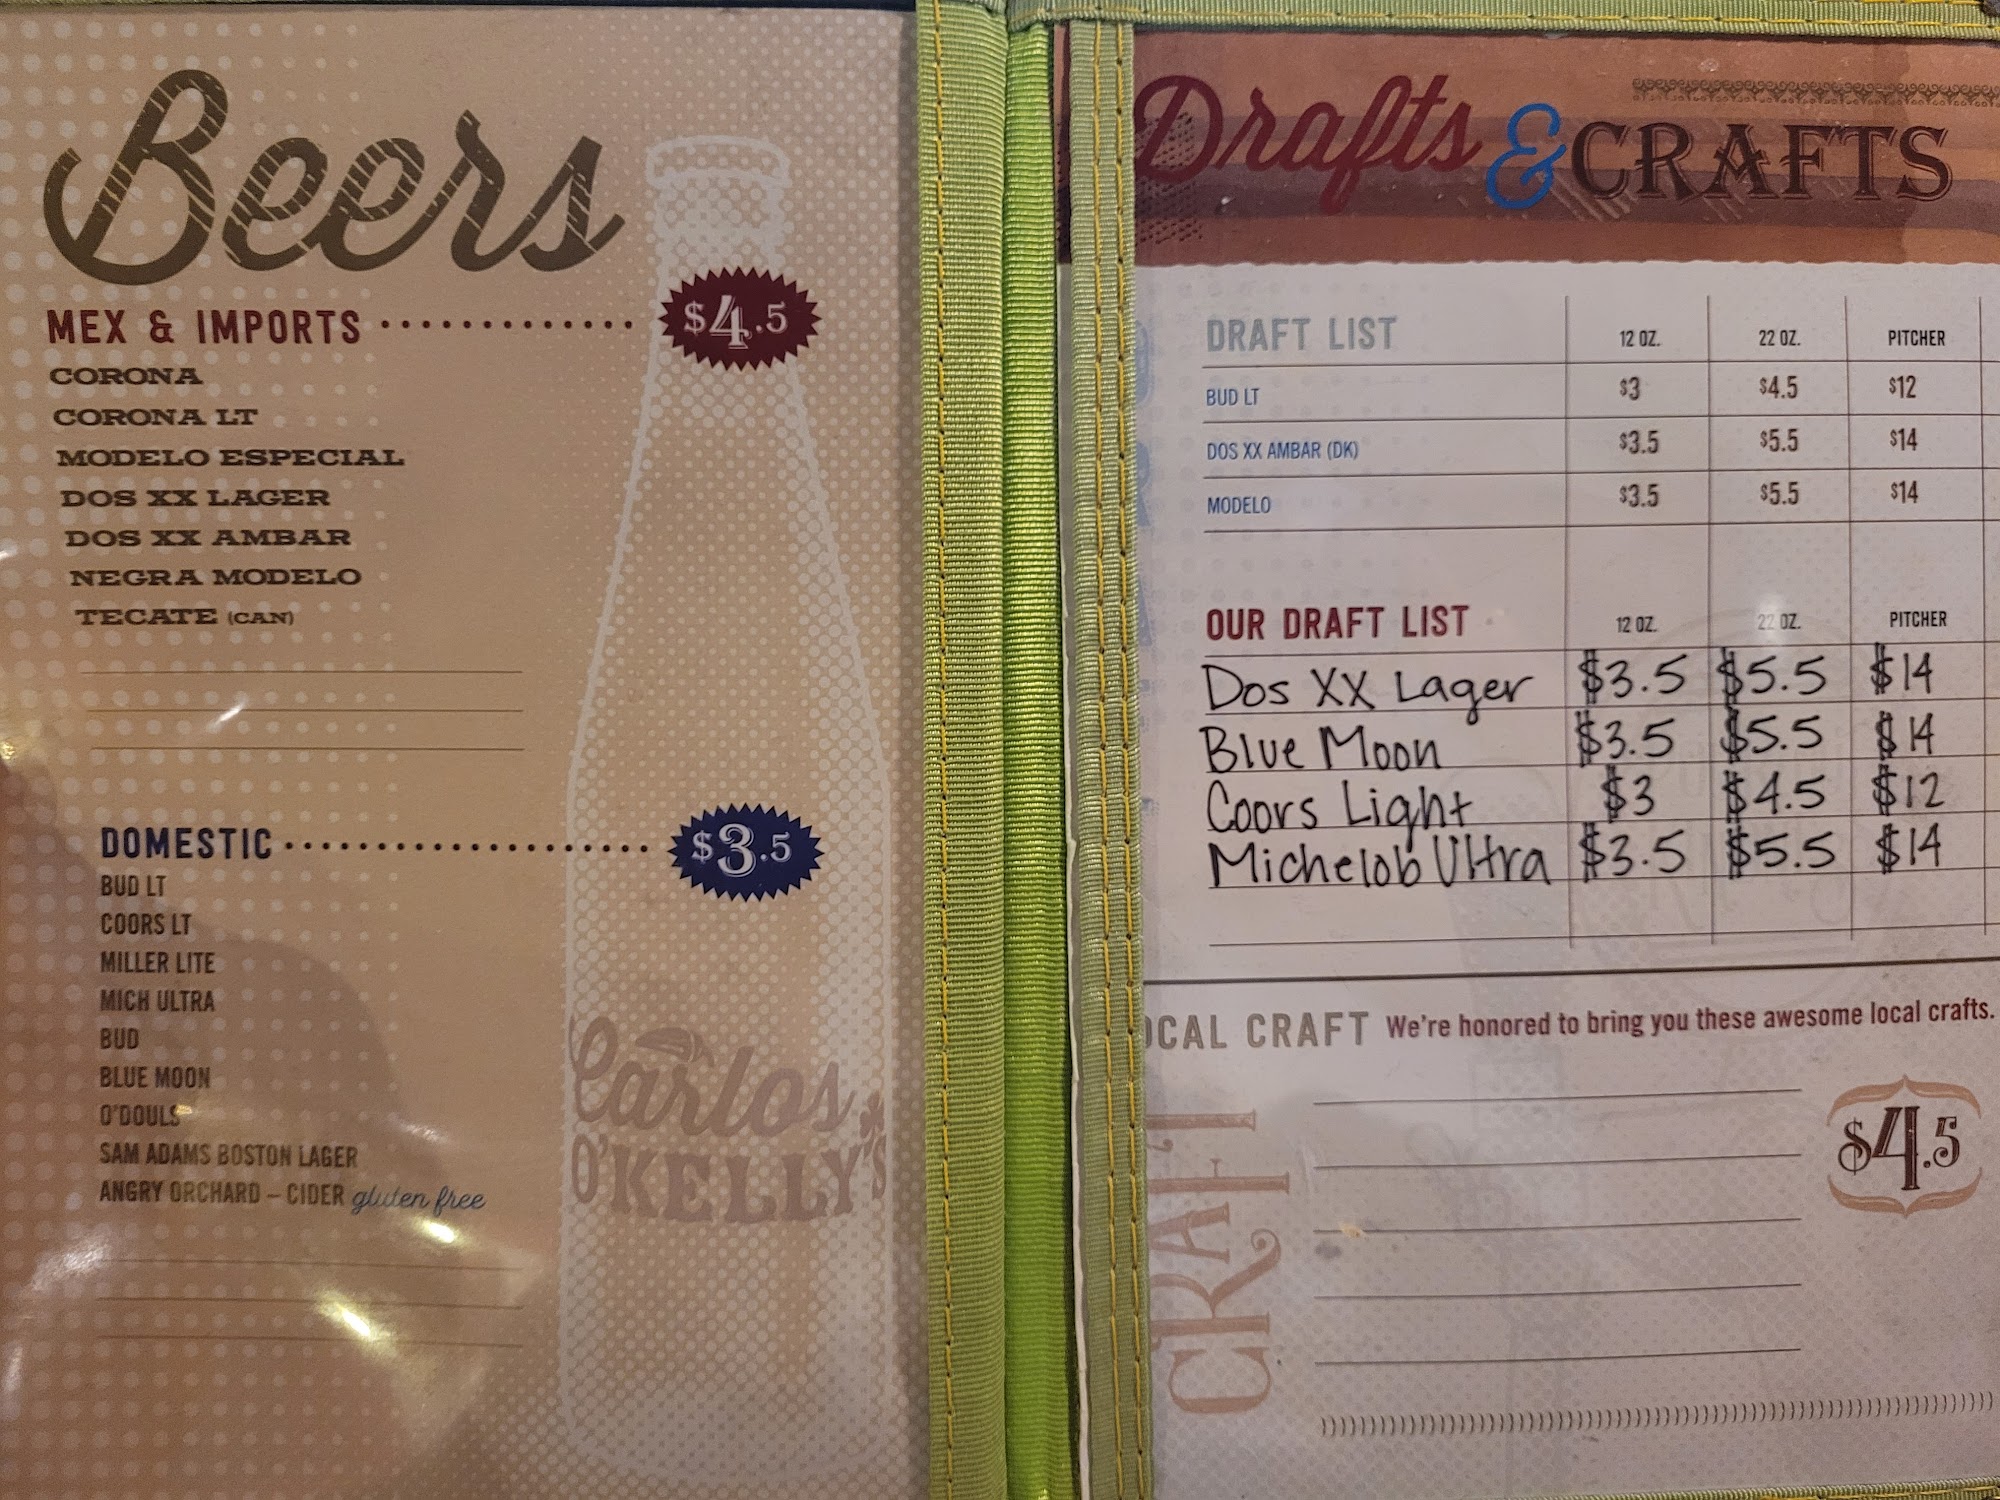 Beers
MEX & IMPORTS $4.5
CORONA
CORONA LT
MODELO ESPECIAL
DOS XX LAGER
DOS XX AMBAR
NEGRA MODELO
TECATE (CAN)
DOMESTIC $3.5
BUD LT
COORS LT
MILLER LITE
MICH ULTRA
BUD
BLUE MOON
O'DOULS
SAM ADAMS BOSTON LAGER
ANGRY ORCHARD – CIDER gluten free
Carlos
O'KELLY'S
Drafts & CRAFTS
DRAFT LIST 12 OZ. 22 OZ. PITCHER
BUD LT $3 $4.5 $12
DOS XX AMBAR (DK) $3.5 $5.5 $14
MODELO $3.5 $5.5 $14
OUR DRAFT LIST 12 OZ. 22 OZ. PITCHER
Dos XX Lager $3.5 $5.5 $14
Blue Moon $3.5 $5.5 $14
Coors Light $3 $4.5 $12
Michelob Ultra $3.5 $5.5 $14
OCAL CRAFT We're honored to bring you these awesome local crafts.
CRAFT
$4.5